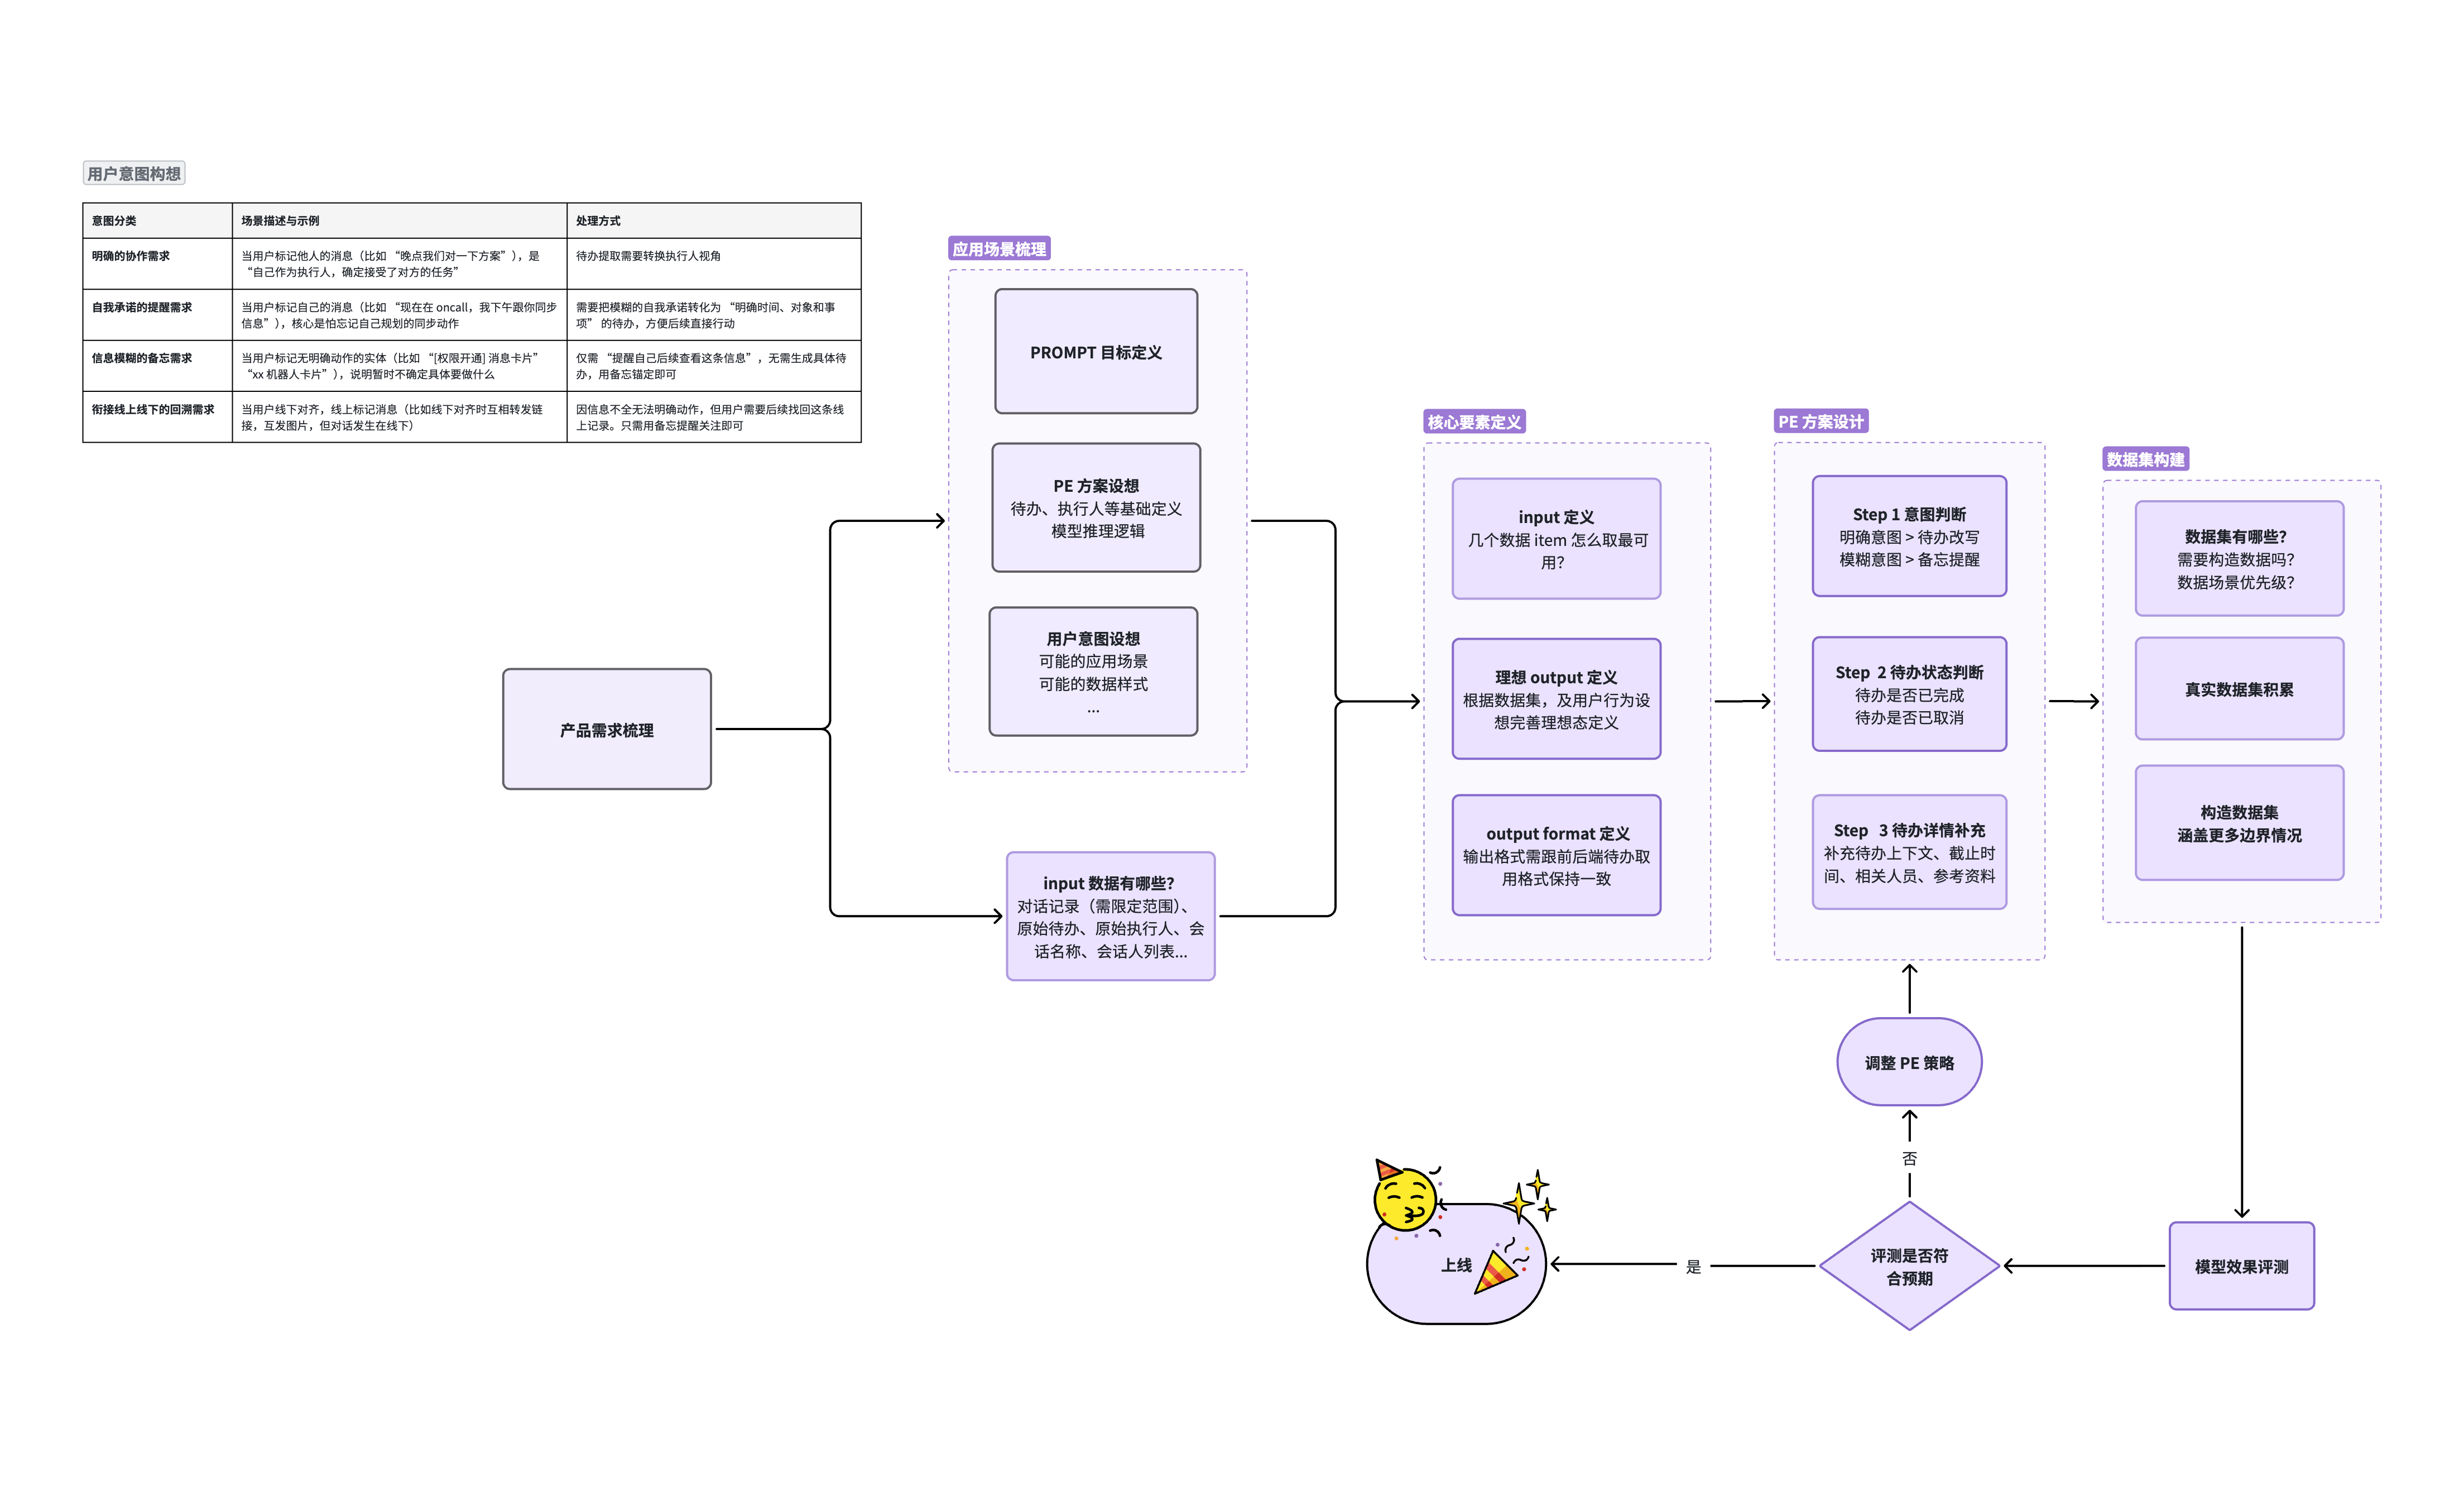 用户意图构想
意图分类
场景描述与示例
处理方式
明确的协作需求
当用户标记他人的消息（比如 “晚点我们对一下方案”），是
“自己作为执行人，确定接受了对方的任务”
待办提取需要转换执行人视角
自我承诺的提醒需求
当用户标记自己的消息（比如 “现在在 oncall，我下午跟你同步
信息”），核心是怕忘记自己规划的同步动作
需要把模糊的自我承诺转化为 “明确时间、对象和事
项” 的待办，方便后续直接行动
信息模糊的备忘需求
当用户标记无明确动作的实体（比如 “[权限开通] 消息卡片”
“xx 机器人卡片”），说明暂时不确定具体要做什么
仅需 “提醒自己后续查看这条信息” ，无需生成具体待
办，用备忘锚定即可
衔接线上线下的回溯需求
当用户线下对齐，线上标记消息（比如线下对齐时互相转发链
接，互发图片，但对话发生在线下）
因信息不全无法明确动作，但用户需要后续找回这条线
上记录。只需用备忘提醒关注即可
产品需求梳理
应用场景梳理
PROMPT 目标定义
PE 方案设想
待办、执行人等基础定义
模型推理逻辑
用户意图设想
可能的应用场景
可能的数据样式
...
input 数据有哪些？
对话记录（需限定范围）、
原始待办、原始执行人、会
话名称、会话人列表...
核心要素定义
input 定义
几个数据 item 怎么取最可
用？
理想 output 定义
根据数据集，及用户行为设
想完善理想态定义
output format 定义
输出格式需跟前后端待办取
用格式保持一致
PE 方案设计
Step 1 意图判断
明确意图 > 待办改写
模糊意图 > 备忘提醒
Step 2 待办状态判断
待办是否已完成
待办是否已取消
Step 3 待办详情补充
补充待办上下文、截止时
间、相关人员、参考资料
数据集构建
数据集有哪些？
需要构造数据吗？
数据场景优先级？
真实数据集积累
构造数据集
涵盖更多边界情况
模型效果评测
评测是否符
合预期
否
调整 PE 策略
是
上线